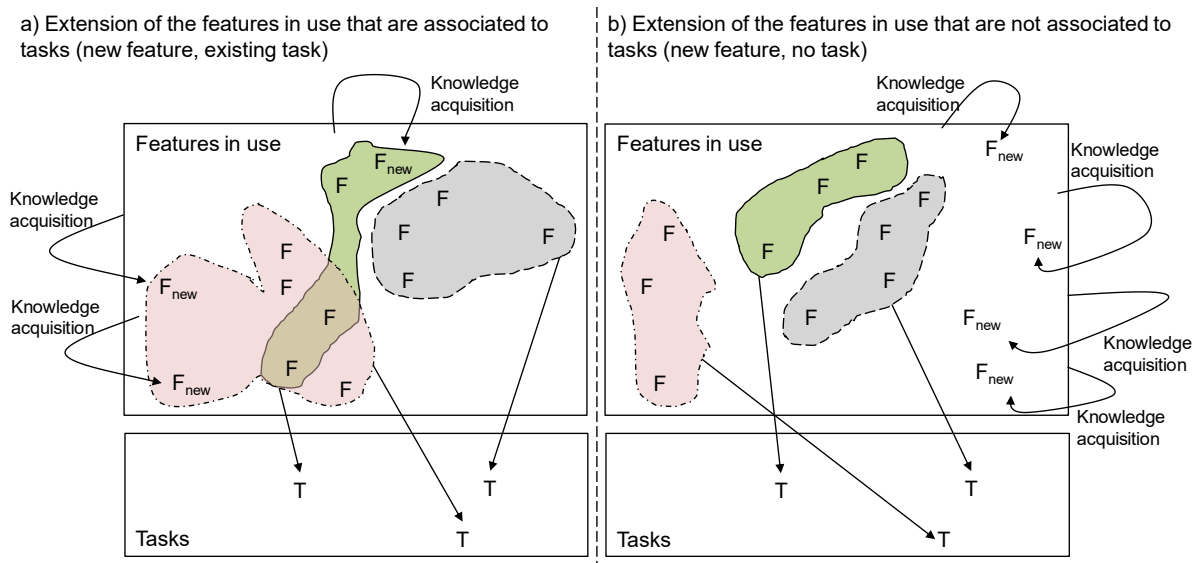 a) Extension of the features in use that are associated to
tasks (new feature, existing task)
Knowledge
acquisition
Features in use
Fnew
F
F
Knowledge
acquisition
F
F
F
F
F
Fnew
Knowledge
acquisition
F
F
Fnew
F
F
T
T
T
Tasks
b) Extension of the features in use that are not associated to
tasks (new feature, no task)
Knowledge
acquisition
Features in use
Fnew
Knowledge
acquisition
F
F
F
F
F
Fnew
F
F
F
Fnew
F
Knowledge
acquisition
Fnew
F
Knowledge
acquisition
T
T
T
Tasks